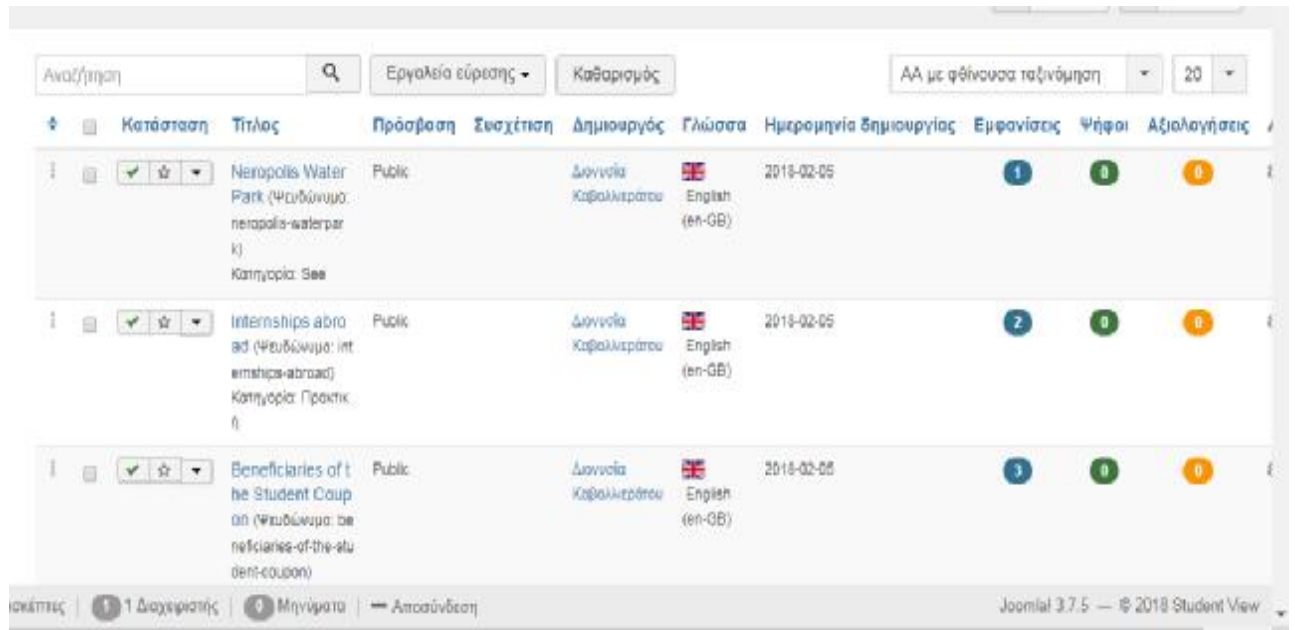 Αναζήτηση Εργαλεία εύρεσης Καθαρισμός ΑΑ με φθίνουσα ταξινόμηση 20
Κατάσταση Τίτλος Πρόσβαση Συσχέτιση Δημιουργός Γλώσσα Ημερομηνία δημιουργίας Εμφανίσεις Ψήφοι Αξιολογήσεις
Neropolis Water Public Διονυσία 2018-02-05 1 0 0
Park (Ψευδώνυμο: Καβαλλιεράτου English
neropolis-waterpar (en-GB)
k)
Κατηγορία: See
Internships abro Public Διονυσία 2018-02-05 2 0 0
ad (Ψευδώνυμο: int Καβαλλιεράτου English
ernships-abroad) (en-GB)
Κατηγορία: Πρακτικ
ή
Beneficiaries of t Public Διονυσία 2018-02-05 3 0 0
he Student Coup Καβαλλιεράτου English
on (Ψευδώνυμο: be (en-GB)
neficiaries-of-the-stu
dent-coupon)
1 1 Διαχειριστής 0 Μηνύματα Αποσύνδεση Joomla! 3.7.5 — © 2018 Student View